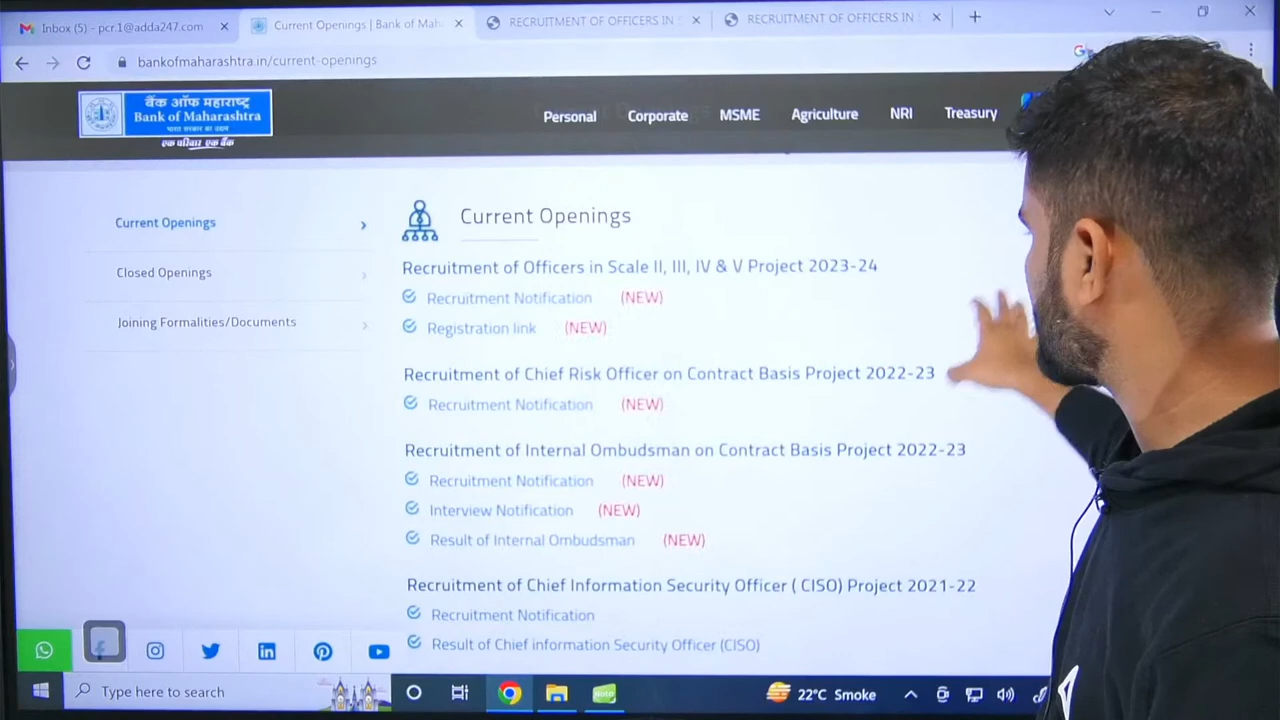 Inbox (5) - pcr.1@adda247.com
Current Openings | Bank of Mah
RECRUITMENT OF OFFICERS IN
RECRUITMENT OF OFFICERS IN
bankofmaharashtra.in/current-openings
बैंक ऑफ महाराष्ट्र
Bank of Maharashtra
भारत सरकार का उद्यम
एक परिवार एक बैंक
Personal Corporate MSME Agriculture NRI Treasury
Current Openings
Closed Openings
Joining Formalities/Documents
Current Openings
Recruitment of Officers in Scale II, III, IV & V Project 2023-24
Recruitment Notification (NEW)
Registration link (NEW)
Recruitment of Chief Risk Officer on Contract Basis Project 2022-23
Recruitment Notification (NEW)
Recruitment of Internal Ombudsman on Contract Basis Project 2022-23
Recruitment Notification (NEW)
Interview Notification (NEW)
Result of Internal Ombudsman (NEW)
Recruitment of Chief Information Security Officer ( CISO) Project 2021-22
Recruitment Notification
Result of Chief information Security Officer (CISO)
Type here to search
22°C Smoke